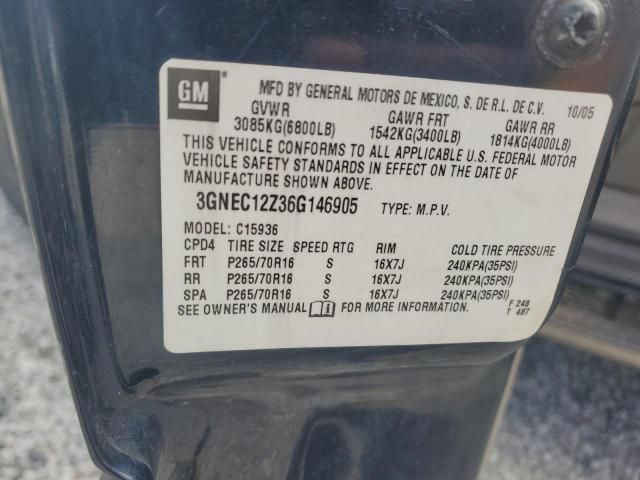 GM
MFD BY GENERAL MOTORS DE MEXICO, S. DE R.L. DE C.V. 10/05
GVWR GAWR FRT GAWR RR
3085KG(6800LB) 1542KG(3400LB) 1814KG(4000LB)
THIS VEHICLE CONFORMS TO ALL APPLICABLE U.S. FEDERAL MOTOR
VEHICLE SAFETY STANDARDS IN EFFECT ON THE DATE OF
MANUFACTURE SHOWN ABOVE.
3GNEC12Z36G146905 TYPE: M.P.V.
MODEL: C15936
CPD4 TIRE SIZE SPEED RTG RIM COLD TIRE PRESSURE
FRT P265/70R16 S 16X7J 240KPA(35PSI)
RR P265/70R16 S 16X7J 240KPA(35PSI)
SPA P265/70R16 S 16X7J 240KPA(35PSI)
SEE OWNER'S MANUAL FOR MORE INFORMATION. F 248
T 487